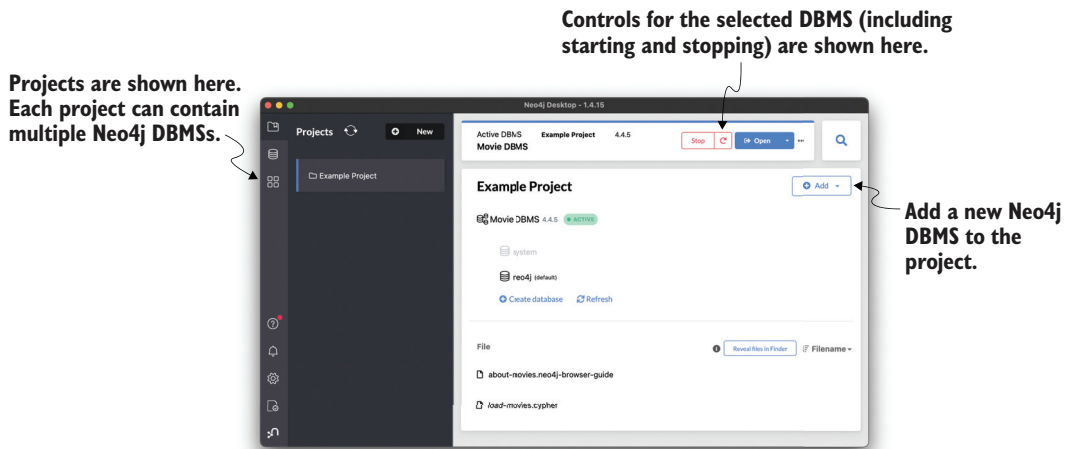 Controls for the selected DBMS (including
starting and stopping) are shown here.
Projects are shown here.
Each project can contain
multiple Neo4j DBMSs.
Neo4j Desktop - 1.4.15
Projects
New
Example Project
Active DBMS Example Project 4.4.5
Movie DBMS
Stop
Open
Example Project
Add
Movie DBMS 4.4.5 ACTIVE
system
neo4j (default)
Create database Refresh
File
Reveal files in Finder
Filename
about-movies.neo4j-browser-guide
load-movies.cypher
Add a new Neo4j
DBMS to the
project.